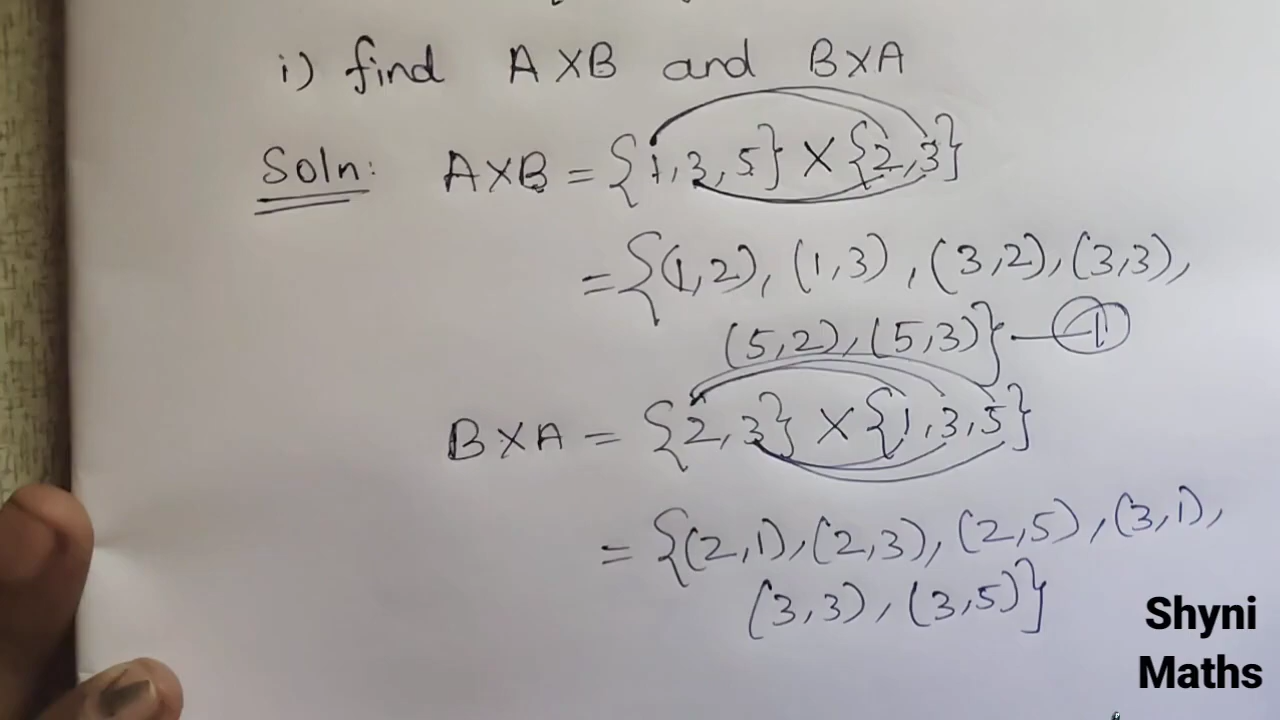 i) find A X B and B X A
Soln: A X B = {1, 3, 5} X {2, 3}
= {(1,2), (1,3), (3,2), (3,3),
(5,2), (5,3)} — ①
B X A = {2, 3} X {1, 3, 5}
= {(2,1), (2,3), (2,5), (3,1),
(3,3), (3,5)}
Shyni
Maths